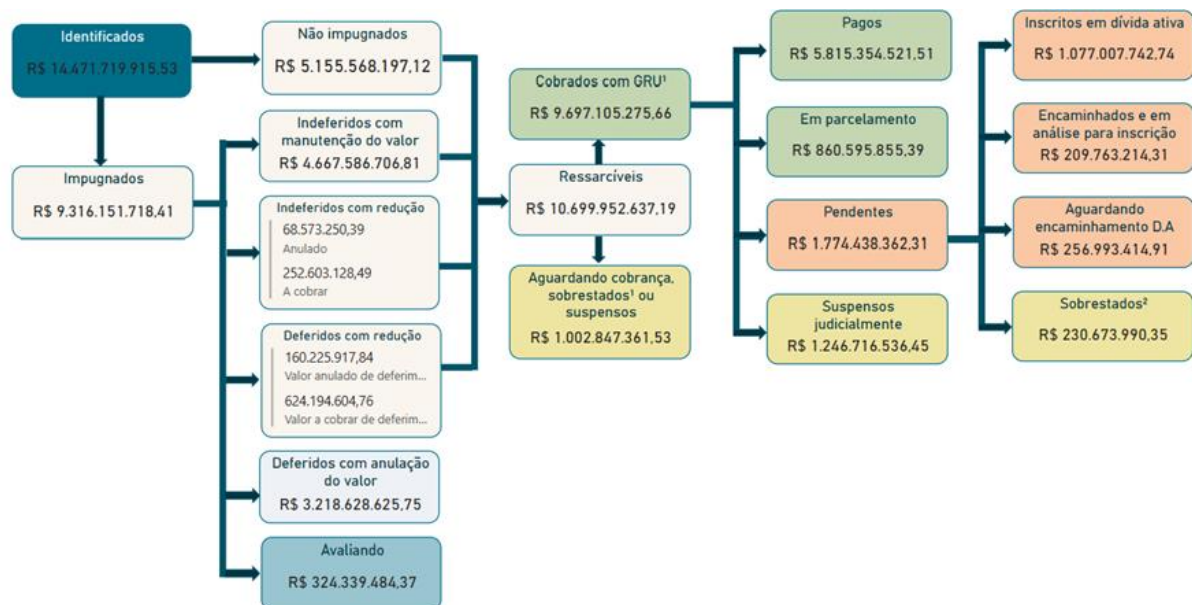 Identificados
R$ 14.471.719.915,53
Impugnados
R$ 9.316.151.718,41
Não impugnados
R$ 5.155.568.197,12
Indeferidos com
manutenção do valor
R$ 4.667.586.706,81
Indeferidos com redução
68.573.250,39
Anulado
252.603.128,49
A cobrar
Deferidos com redução
160.225.917,84
Valor anulado de deferim...
624.194.604,76
Valor a cobrar de deferim...
Deferidos com anulação
do valor
R$ 3.218.628.625,75
Avaliando
R$ 324.339.484,37
Cobrados com GRU¹
R$ 9.697.105.275,66
Ressarcíveis
R$ 10.699.952.637,19
Aguardando cobrança,
sobrestados¹ ou
suspensos
R$ 1.002.847.361,53
Pagos
R$ 5.815.354.521,51
Em parcelamento
R$ 860.595.855,39
Pendentes
R$ 1.774.438.362,31
Suspensos
judicialmente
R$ 1.246.716.536,45
Inscritos em dívida ativa
R$ 1.077.007.742,74
Encaminhados e em
análise para inscrição
R$ 209.763.214,31
Aguardando
encaminhamento D.A
R$ 256.993.414,91
Sobrestados²
R$ 230.673.990,35